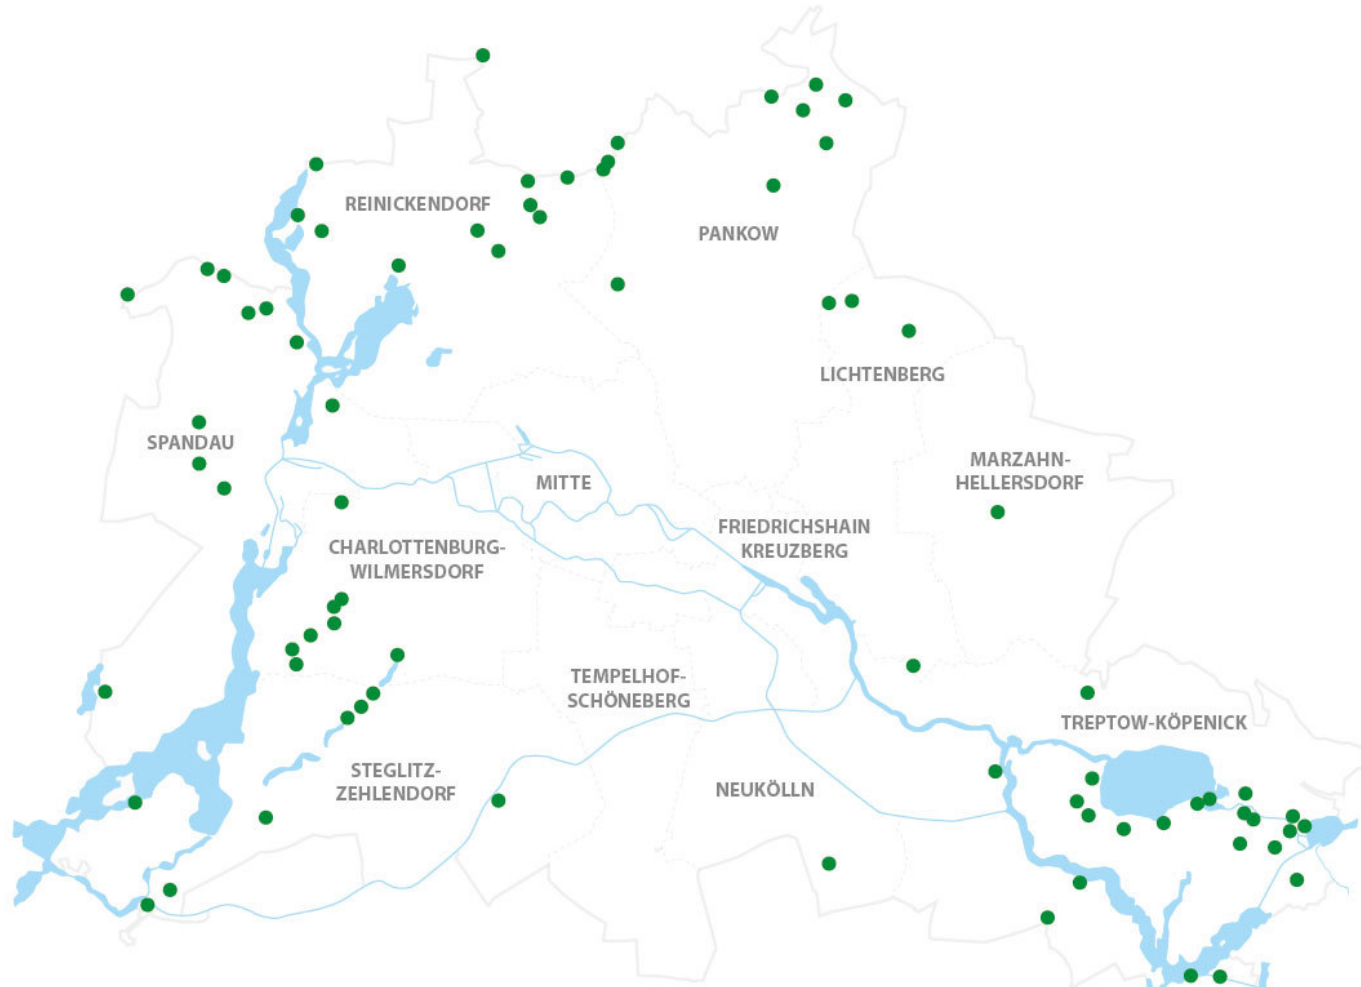 REINICKENDORF
PANKOW
LICHTENBERG
SPANDAU
MARZAHN-
HELLERSDORF
MITTE
FRIEDRICHSHAIN
KREUZBERG
CHARLOTTENBURG-
WILMERSDORF
TEMPELHOF-
SCHÖNEBERG
TREPTOW-KÖPENICK
STEGLITZ-
ZEHLENDORF
NEUKÖLLN